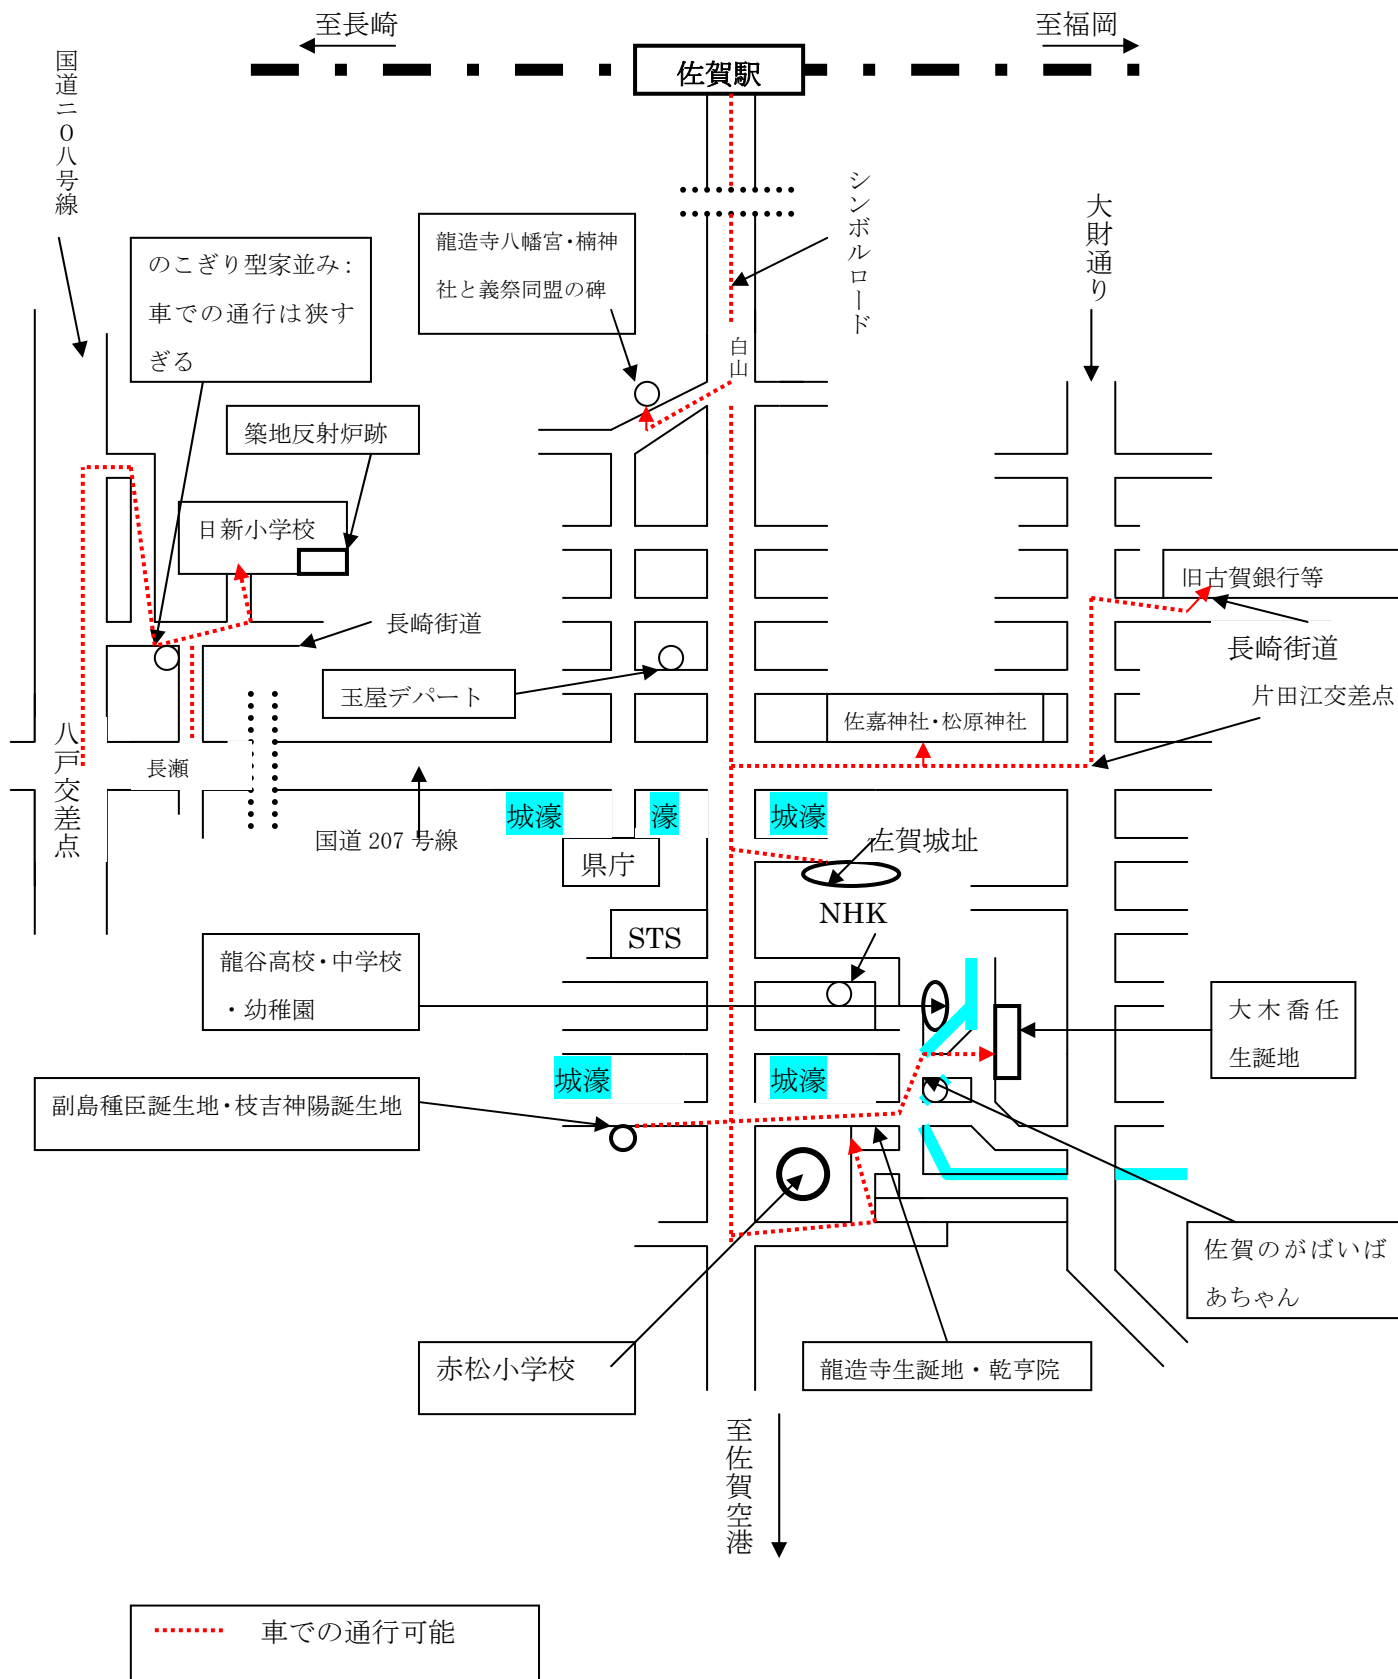 至長崎
至福岡
佐賀駅
国道二０八号線
シンボルロード
大財通り
龍造寺八幡宮・楠神
社と義祭同盟の碑
のこぎり型家並み：
車での通行は狭す
ぎる
白山
築地反射炉跡
日新小学校
旧古賀銀行等
長崎街道
長崎街道
玉屋デパート
片田江交差点
佐嘉神社・松原神社
八戸交差点
長瀬
城濠
濠
城濠
国道 207 号線
佐賀城址
県庁
NHK
STS
龍谷高校・中学校
・幼稚園
大木喬任
生誕地
城濠
城濠
副島種臣誕生地・枝吉神陽誕生地
佐賀のがばいば
あちゃん
赤松小学校
龍造寺生誕地・乾亨院
至佐賀空港
車での通行可能